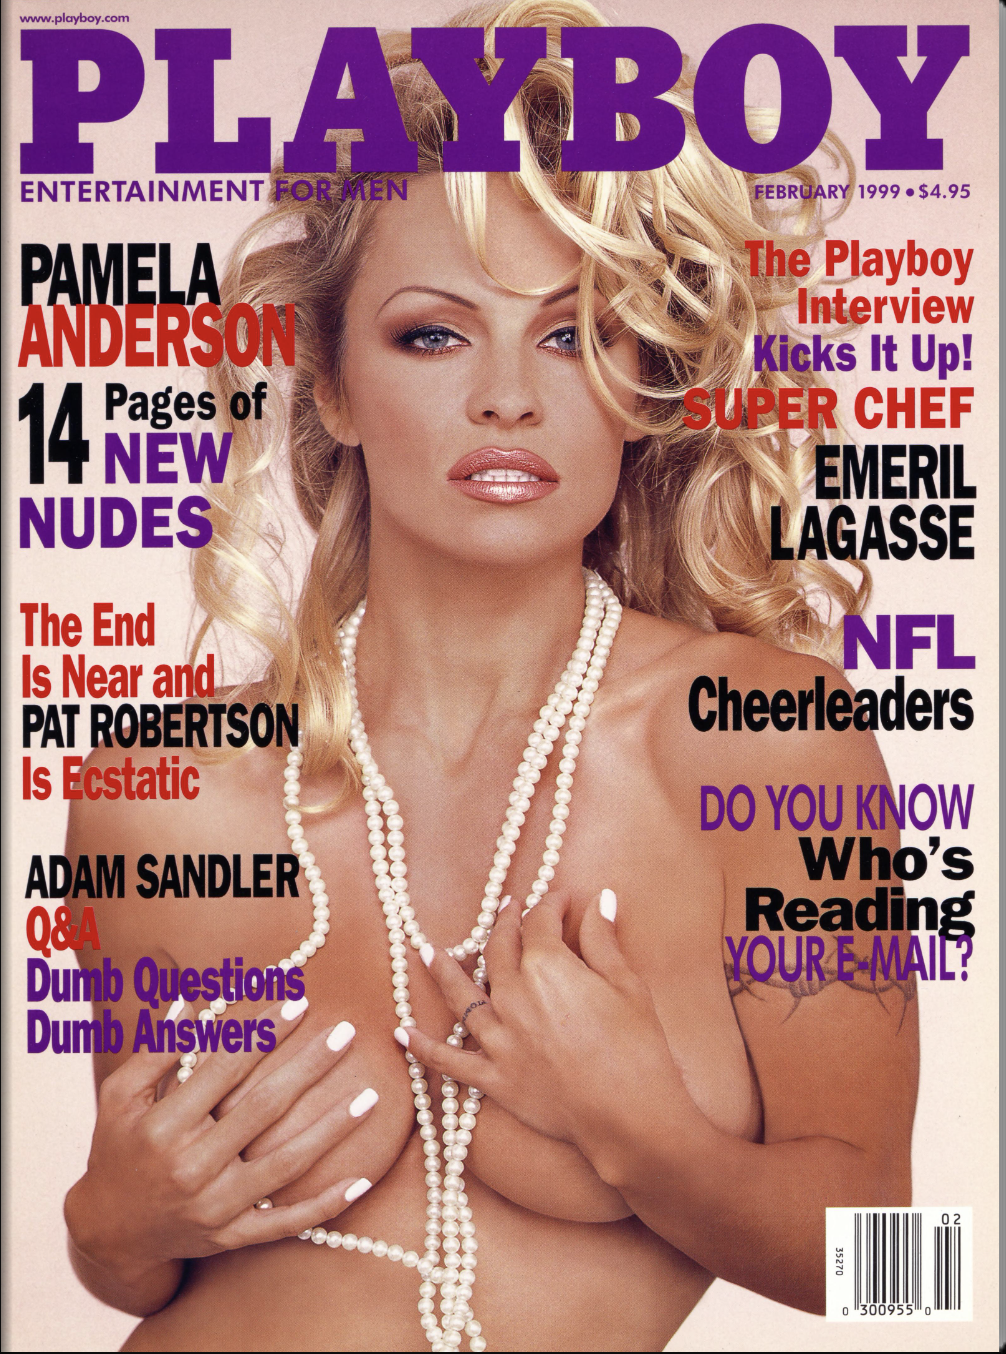 www.playboy.com
PLAYBOY
ENTERTAINMENT FOR MEN
FEBRUARY 1999 • $4.95
PAMELA
ANDERSON
14 Pages of
NEW
NUDES
The End
Is Near and
PAT ROBERTSON
Is Ecstatic
ADAM SANDLER
Q&A
Dumb Questions
Dumb Answers
The Playboy
Interview
Kicks It Up!
SUPER CHEF
EMERIL
LAGASSE
NFL
Cheerleaders
DO YOU KNOW
Who's
Reading
YOUR E-MAIL?
02
35270
0 300955 0